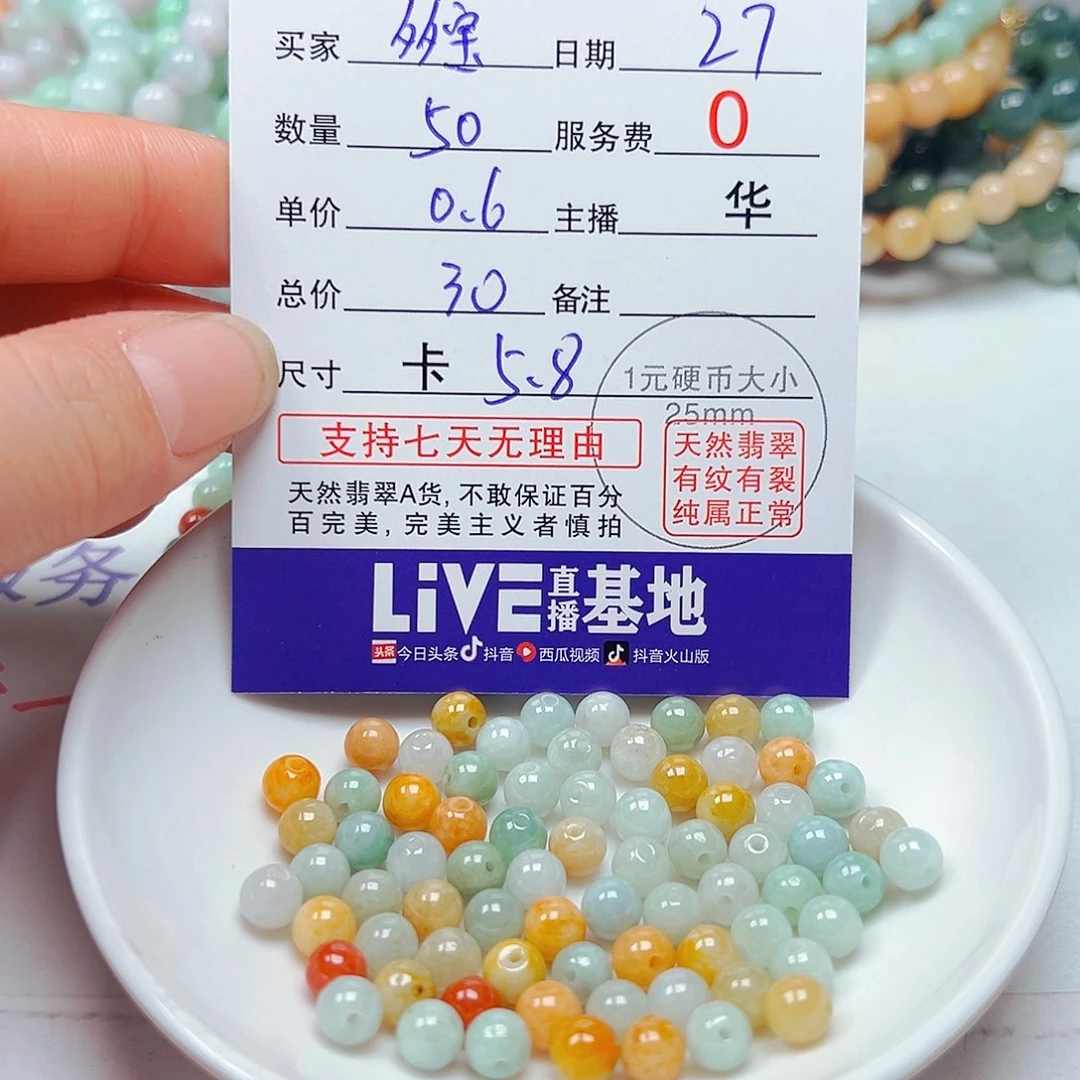 买家 多宝 日期 27
数量 50 服务费 0
单价 0.6 主播 华
总价 30 备注
尺寸 卡 5.8 1元硬币大小
25mm
支持七天无理由
天然翡翠
有纹有裂
纯属正常
天然翡翠A货,不敢保证百分
百完美,完美主义者慎拍
LiVE直播基地
头条 今日头条 抖音 西瓜视频 抖音火山版
务